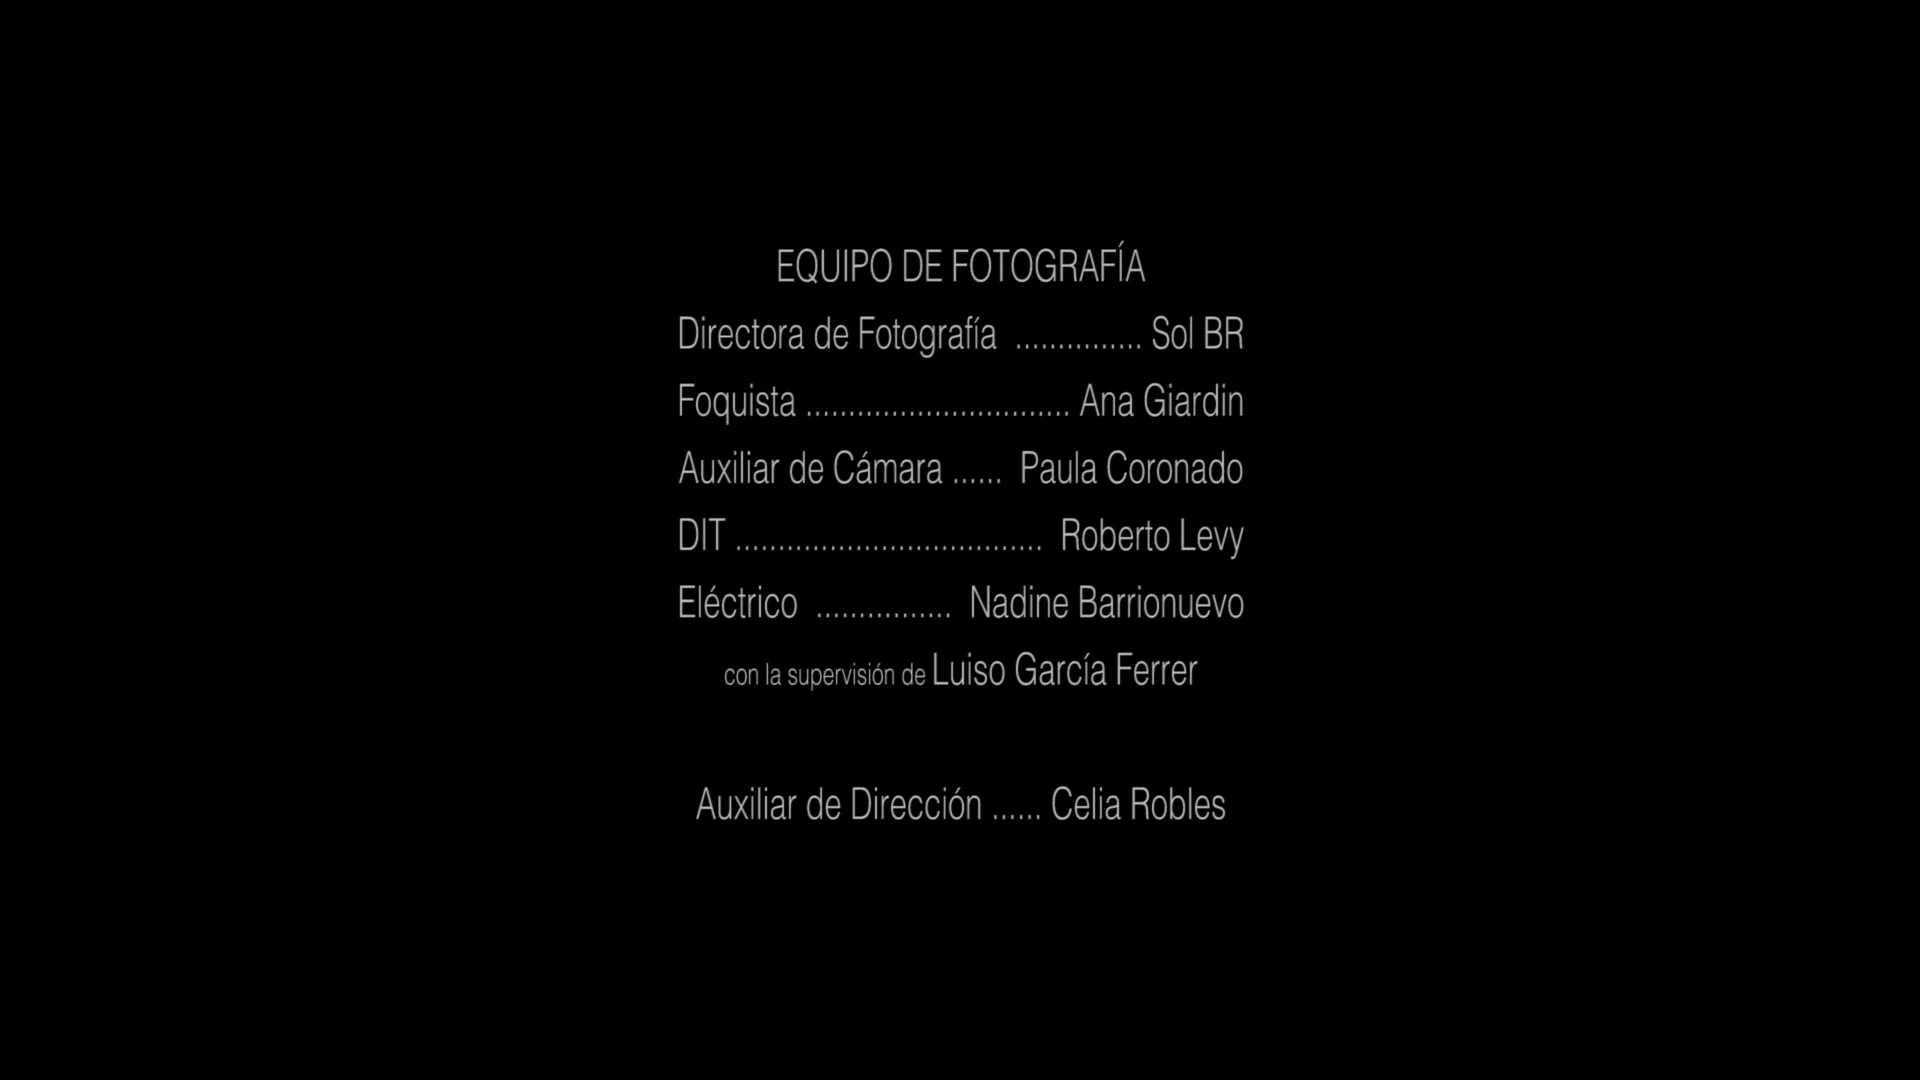 EQUIPO DE FOTOGRAFÍA
Directora de Fotografía ............... Sol BR
Foquista ............................... Ana Giardin
Auxiliar de Cámara ...... Paula Coronado
DIT .................................... Roberto Levy
Eléctrico ................ Nadine Barrionuevo
con la supervisión de Luiso García Ferrer
Auxiliar de Dirección ...... Celia Robles